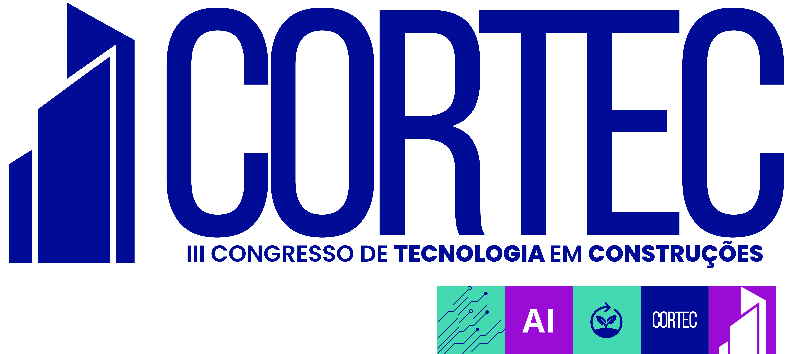 CORTEC
III CONGRESSO DE TECNOLOGIA EM CONSTRUÇÕES
AI
CORTEC